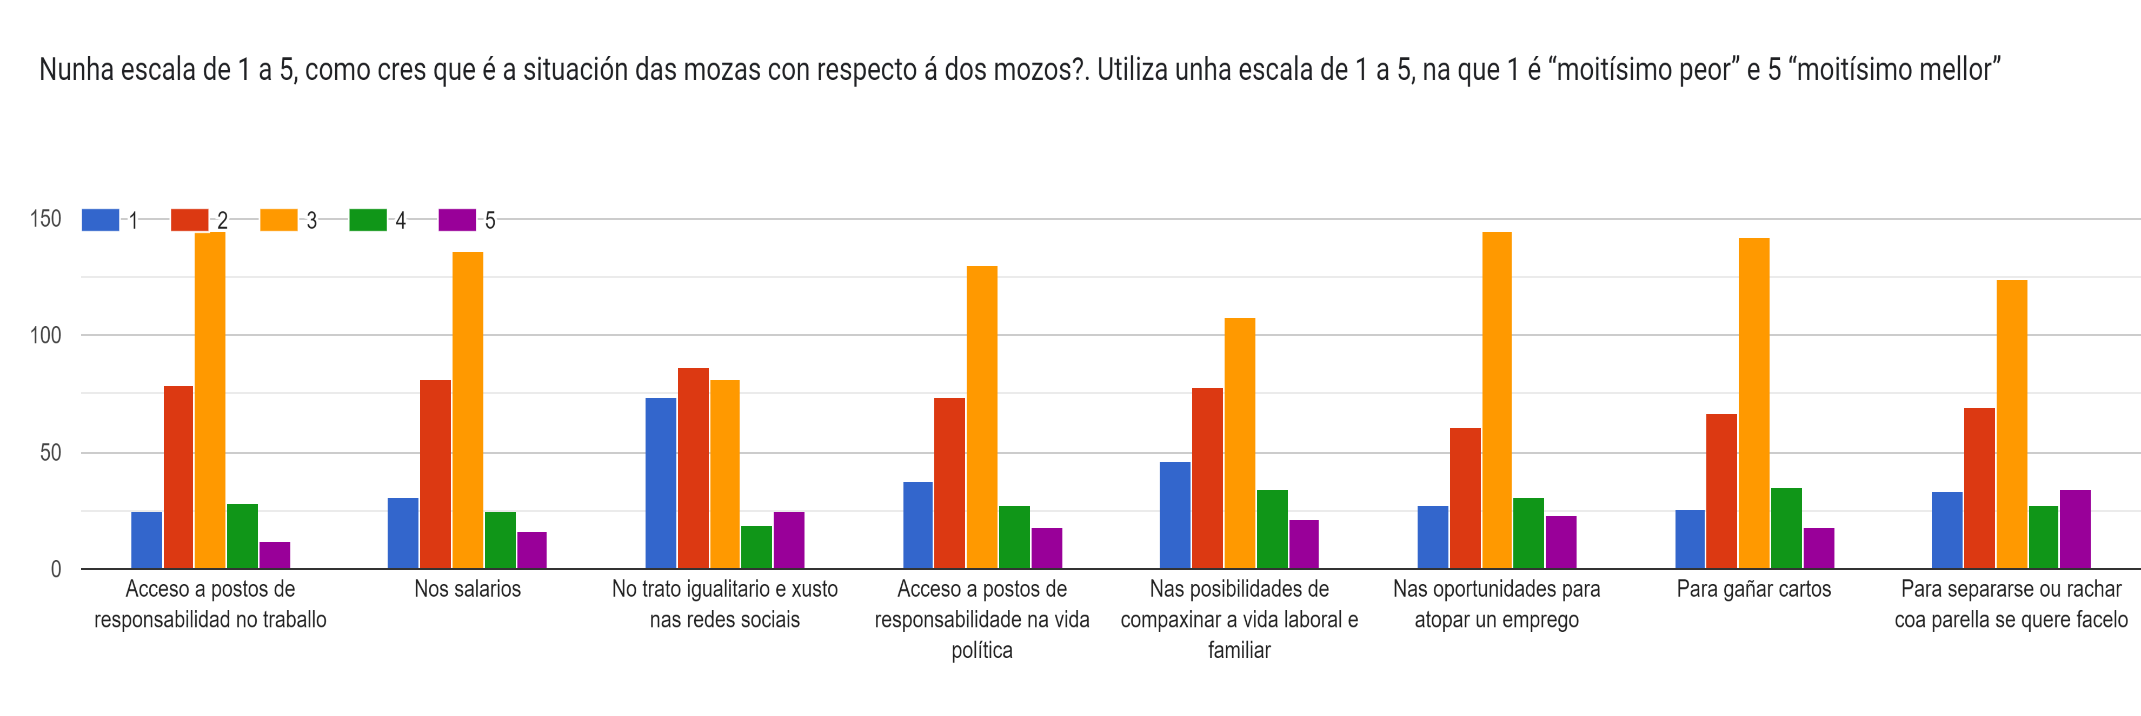 Nunha escala de 1 a 5, como cres que é a situación das mozas con respecto á dos mozos?. Utiliza unha escala de 1 a 5, na que 1 é “moitísimo peor” e 5 “moitísimo mellor”
1 2 3 4 5
150
100
50
0
Acceso a postos de
responsabilidad no traballo
Nos salarios
No trato igualitario e xusto
nas redes sociais
Acceso a postos de
responsabilidade na vida
política
Nas posibilidades de
compaxinar a vida laboral e
familiar
Nas oportunidades para
atopar un emprego
Para gañar cartos
Para separarse ou rachar
coa parella se quere facelo